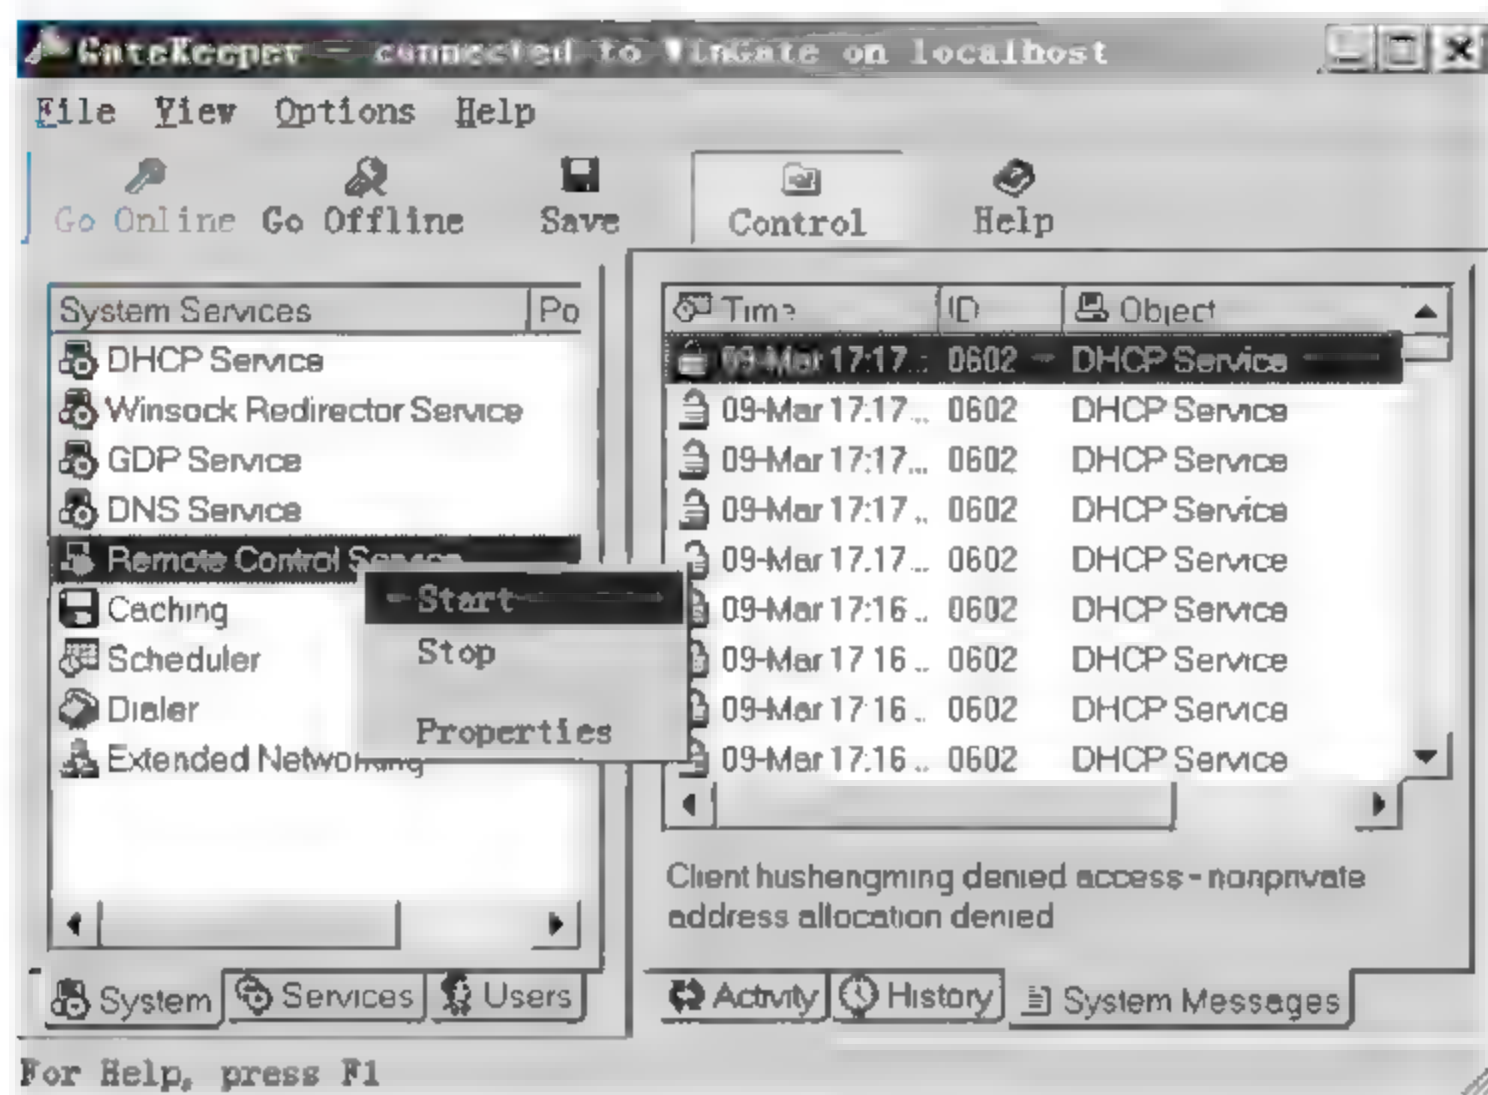 GateKeeper - connected to WinGate on localhost
File View Options Help
Go Online Go Offline Save Control Help
System Services Po
DHCP Service
Winsock Redirector Service
GDP Service
DNS Service
Remote Control Service
Caching
Scheduler
Dialer
Extended Networking
Start
Stop
Properties
Time ID Object
09-Mar 17:17... 0602 DHCP Service
09-Mar 17:17... 0602 DHCP Service
09-Mar 17:17... 0602 DHCP Service
09-Mar 17:17... 0602 DHCP Service
09-Mar 17:17... 0602 DHCP Service
09-Mar 17:16... 0602 DHCP Service
09-Mar 17:16... 0602 DHCP Service
09-Mar 17:16... 0602 DHCP Service
09-Mar 17:16... 0602 DHCP Service
Client hushengming denied access - nonprivate
address allocation denied
System Services Users
Activity History System Messages
For Help, press F1